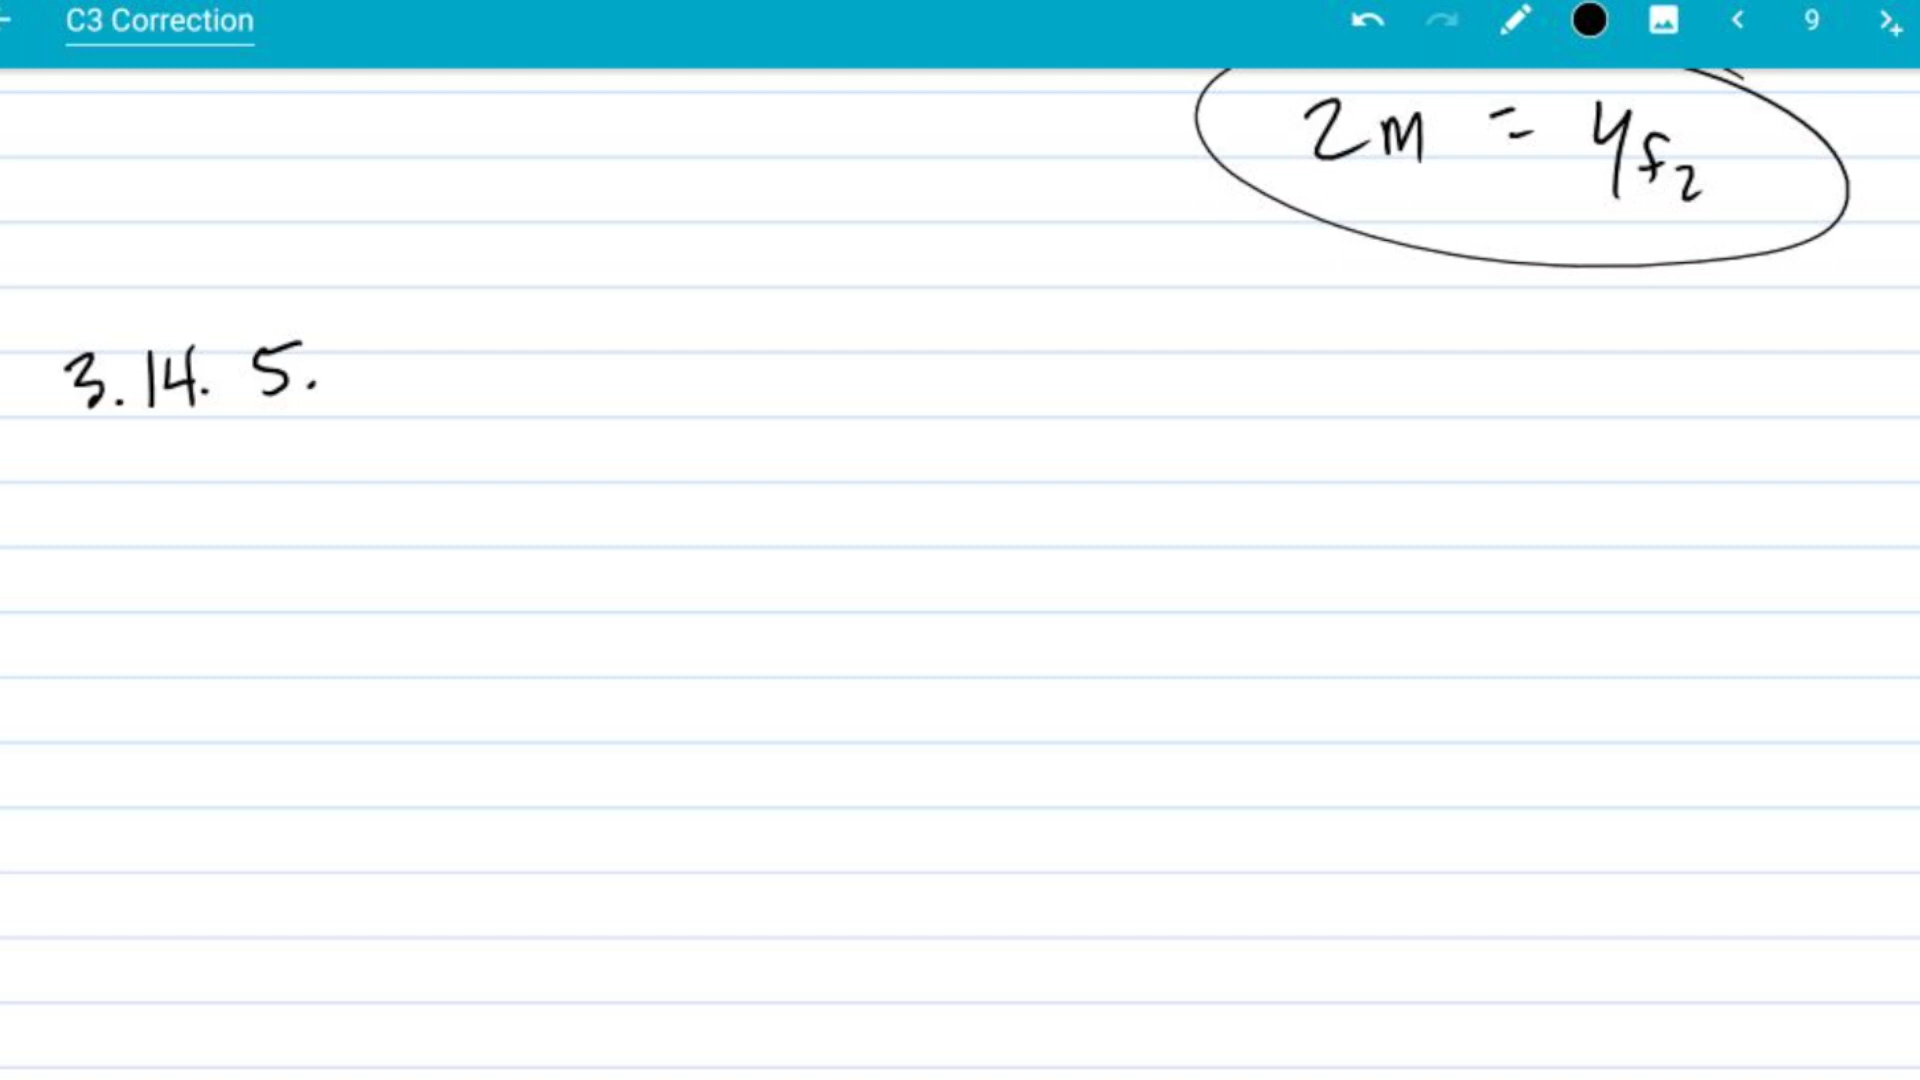 C3 Correction
9
2m = 4f2
3.14. 5.